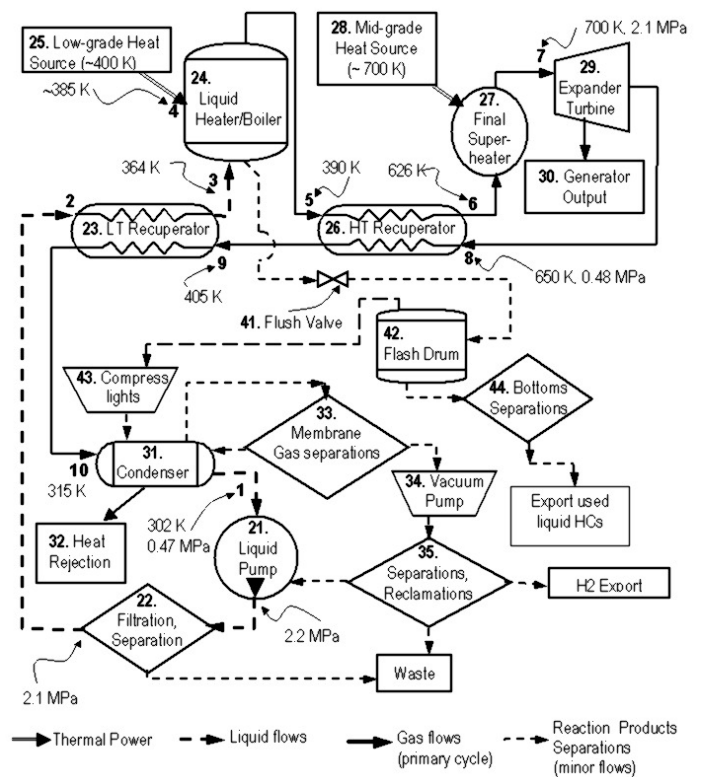 25. Low-grade Heat
Source (~400 K)
~385 K
4
24.
Liquid
Heater/Boiler
28. Mid-grade
Heat Source
(~ 700 K)
7
700 K, 2.1 MPa
29.
Expander
Turbine
27.
Final
Super-
heater
30. Generator
Output
364 K
3
390 K
5
626 K
6
2
23. LT Recuperator
26. HT Recuperator
9
405 K
8
650 K, 0.48 MPa
41. Flush Valve
42.
Flash Drum
43. Compress
lights
44. Bottoms
Separations
33.
Membrane
Gas separations
31.
Condenser
10
315 K
1
302 K
0.47 MPa
34. Vacuum
Pump
Export used
liquid HCs
32. Heat
Rejection
21.
Liquid
Pump
35.
Separations,
Reclamations
H2 Export
22.
Filtration,
Separation
2.2 MPa
2.1 MPa
Waste
Thermal Power
Liquid flows
Gas flows
(primary cycle)
Reaction Products
Separations
(minor flows)